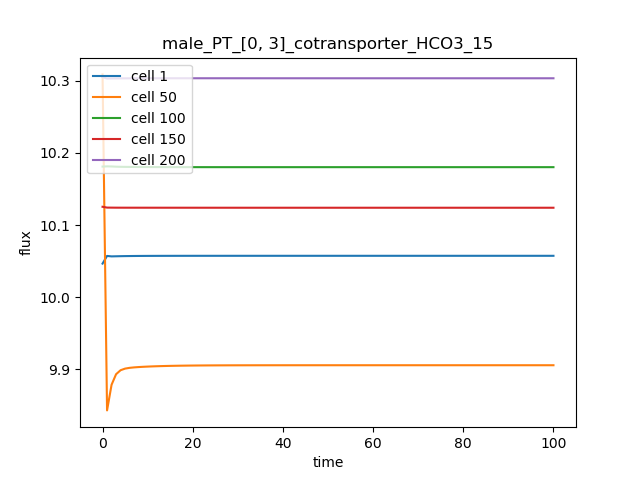 male_PT_[0, 3]_cotransporter_HCO3_15
cell 1
cell 50
cell 100
cell 150
cell 200
10.3
10.2
10.1
10.0
9.9
flux
0 20 40 60 80 100
time